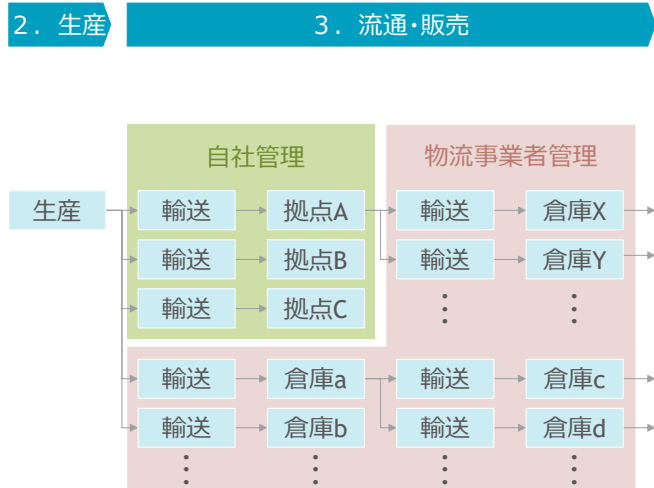 2. 生産
3. 流通・販売
自社管理
物流事業者管理
生産
輸送
拠点A
輸送
倉庫X
輸送
拠点B
輸送
倉庫Y
輸送
拠点C
輸送
倉庫a
輸送
倉庫c
輸送
倉庫b
輸送
倉庫d